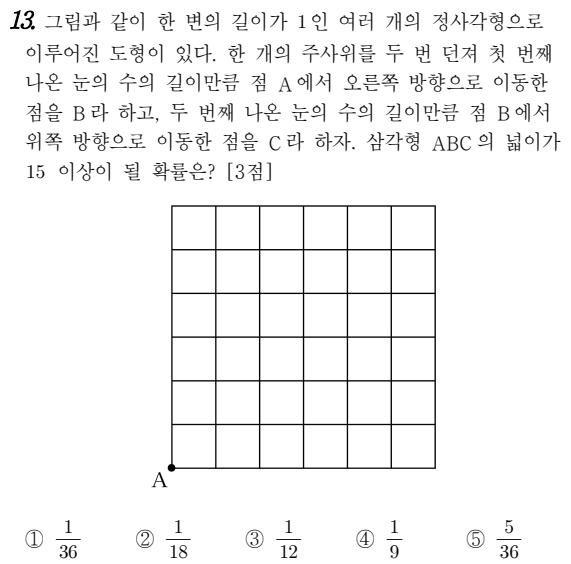 13. 그림과 같이 한 변의 길이가 1인 여러 개의 정사각형으로
이루어진 도형이 있다. 한 개의 주사위를 두 번 던져 첫 번째
나온 눈의 수의 길이만큼 점 A에서 오른쪽 방향으로 이동한
점을 B라 하고, 두 번째 나온 눈의 수의 길이만큼 점 B에서
위쪽 방향으로 이동한 점을 C라 하자. 삼각형 ABC의 넓이가
15 이상이 될 확률은? [3점]
A
① 1/36 ② 1/18 ③ 1/12 ④ 1/9 ⑤ 5/36